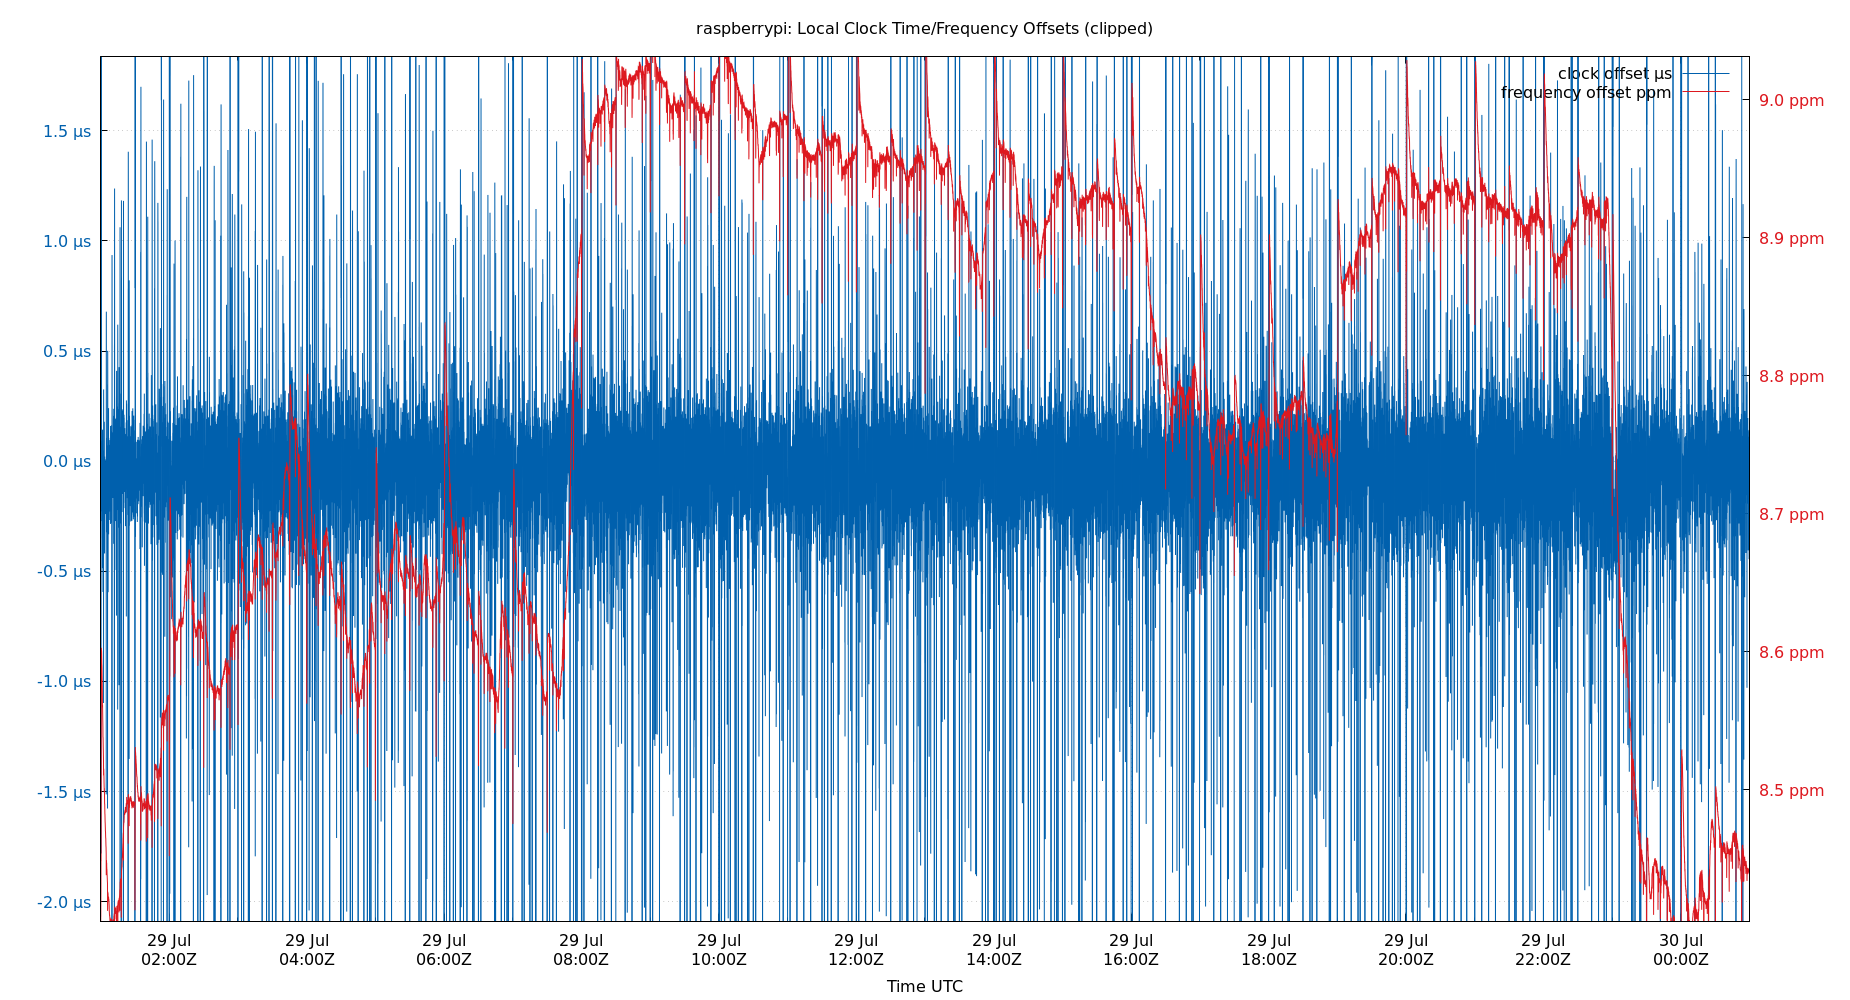 raspberrypi: Local Clock Time/Frequency Offsets (clipped)
clock offset µs
frequency offset ppm
1.5 µs
1.0 µs
0.5 µs
0.0 µs
-0.5 µs
-1.0 µs
-1.5 µs
-2.0 µs
9.0 ppm
8.9 ppm
8.8 ppm
8.7 ppm
8.6 ppm
8.5 ppm
29 Jul 29 Jul 29 Jul 29 Jul 29 Jul 29 Jul 29 Jul 29 Jul 29 Jul 29 Jul 29 Jul 30 Jul
02:00Z 04:00Z 06:00Z 08:00Z 10:00Z 12:00Z 14:00Z 16:00Z 18:00Z 20:00Z 22:00Z 00:00Z
Time UTC